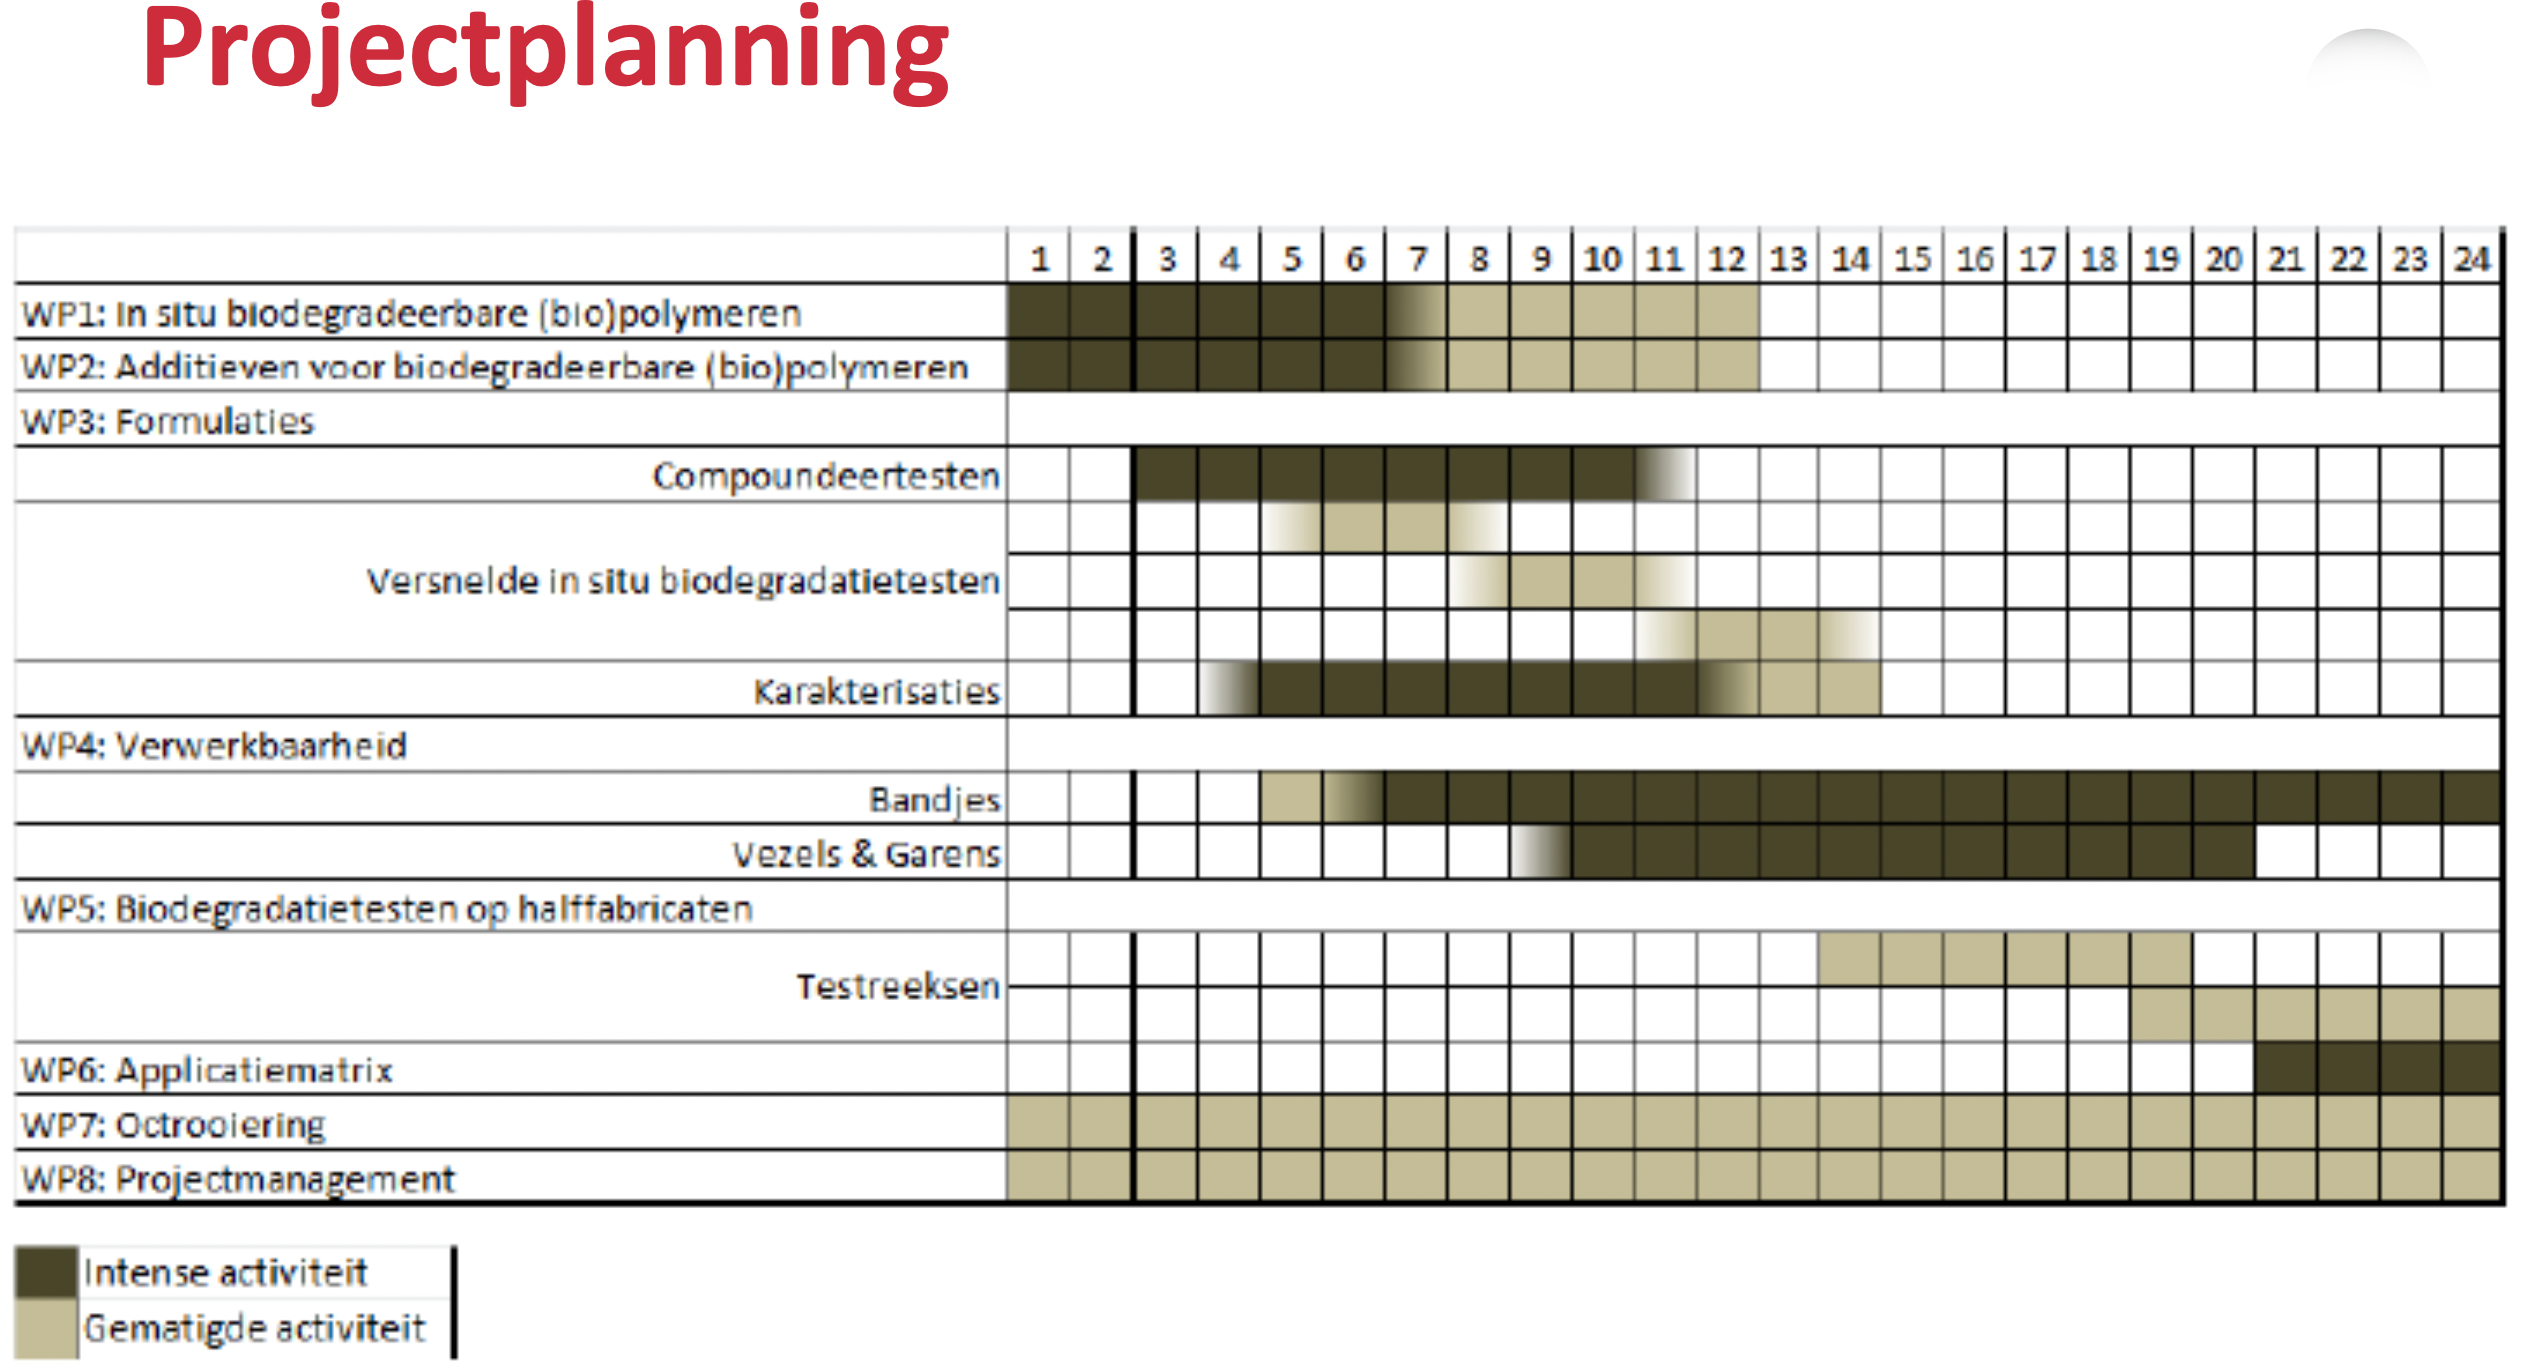 Projectplanning
1 2 3 4 5 6 7 8 9 10 11 12 13 14 15 16 17 18 19 20 21 22 23 24
WP1: In situ biodegradeerbare (bio)polymeren
WP2: Additieven voor biodegradeerbare (bio)polymeren
WP3: Formulaties
Compoundeertesten
Versnelde in situ biodegradatietesten
Karakterisaties
WP4: Verwerkbaarheid
Bandjes
Vezels & Garens
WP5: Biodegradatietesten op halffabricaten
Testreeksen
WP6: Applicatiematrix
WP7: Octrooiering
WP8: Projectmanagement
Intense activiteit
Gematigde activiteit